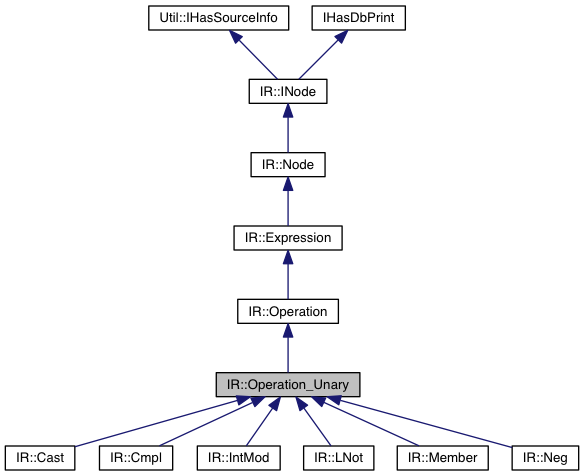 Util::IHasSourceInfo
IHasDbPrint
IR::INode
IR::Node
IR::Expression
IR::Operation
IR::Operation_Unary
IR::Cast
IR::Cmpl
IR::IntMod
IR::LNot
IR::Member
IR::Neg